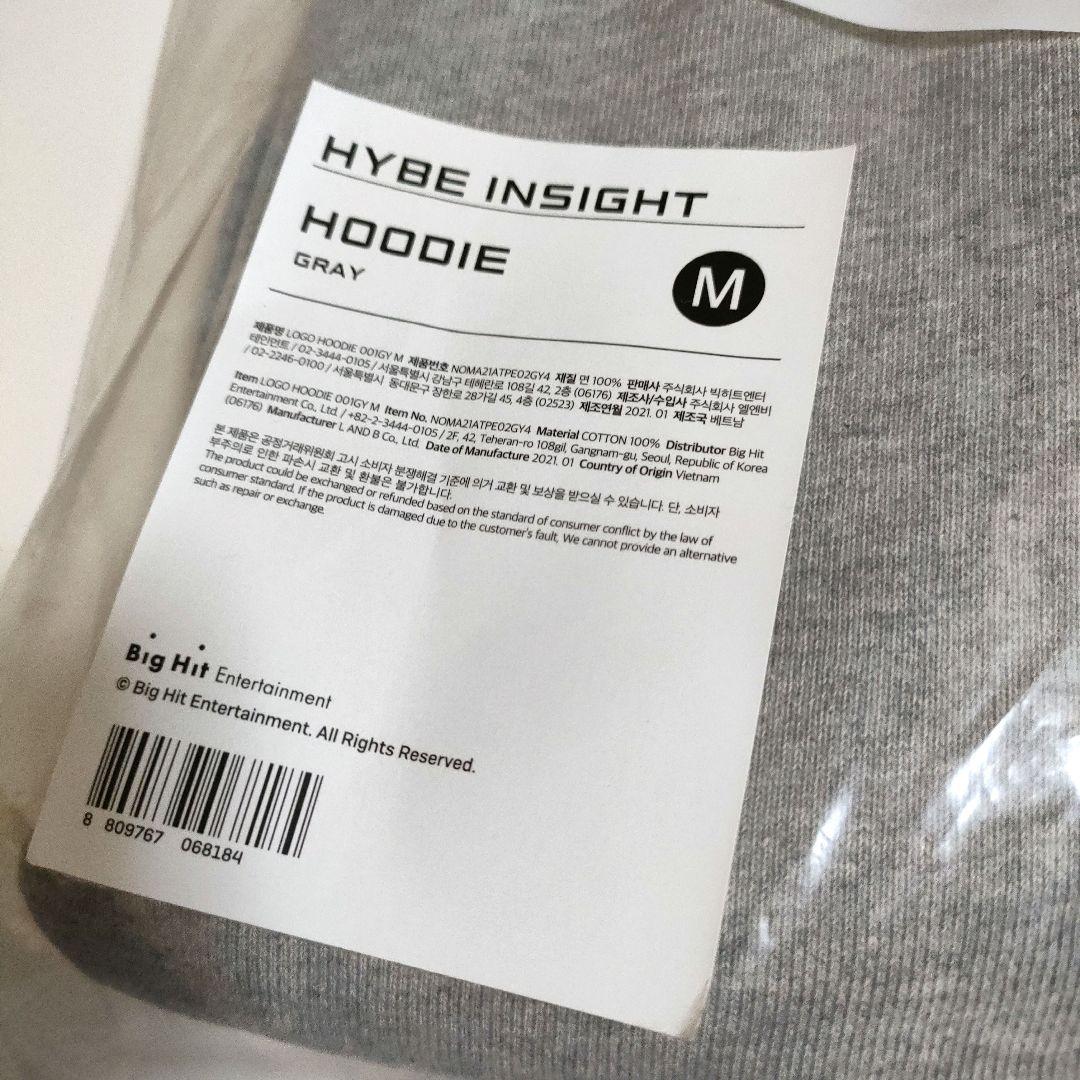 HYBE INSIGHT
HOODIE
GRAY
M
제품명 LOGO HOODIE 001GY M 제품번호 NOMA21ATPE02GY4 재질 면 100% 판매사 주식회사 빅히트엔터
테인먼트 / 02-3444-0105 / 서울특별시 강남구 테헤란로 108길 42, 2층 (06176) 제조사/수입사 주식회사 엘엔비
/ 02-2246-0100 / 서울특별시 동대문구 장한로 28가길 45, 4층 (02523) 제조연월 2021. 01 제조국 베트남
Item LOGO HOODIE 001GY M Item No. NOMA21ATPE02GY4 Material COTTON 100% Distributor Big Hit
Entertainment Co., Ltd. / +82-2-3444-0105 / 2F, 42, Teheran-ro 108gil, Gangnam-gu, Seoul, Republic of Korea
(06176) Manufacturer L AND B Co., Ltd. Date of Manufacture 2021. 01 Country of Origin Vietnam
본 제품은 공정거래위원회 고시 소비자 분쟁해결 기준에 의거 교환 및 보상을 받으실 수 있습니다. 단, 소비자
부주의로 인한 파손시 교환 및 환불은 불가합니다.
The product could be exchanged or refunded based on the standard of consumer conflict by the law of
consumer standard. If the product is damaged due to the customer's fault, We cannot provide an alternative
such as repair or exchange.
Big Hit Entertainment
© Big Hit Entertainment. All Rights Reserved.
8 809767 068184